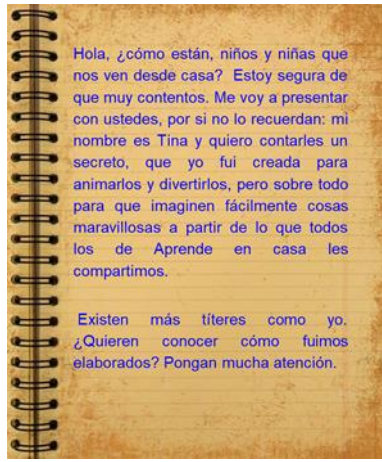 Hola, ¿cómo están, niños y niñas que
nos ven desde casa? Estoy segura de
que muy contentos. Me voy a presentar
con ustedes, por si no lo recuerdan: mi
nombre es Tina y quiero contarles un
secreto, que yo fui creada para
animarlos y divertirlos, pero sobre todo
para que imaginen fácilmente cosas
maravillosas a partir de lo que todos
los de Aprende en casa les
compartimos.
Existen más títeres como yo.
¿Quieren conocer cómo fuimos
elaborados? Pongan mucha atención.